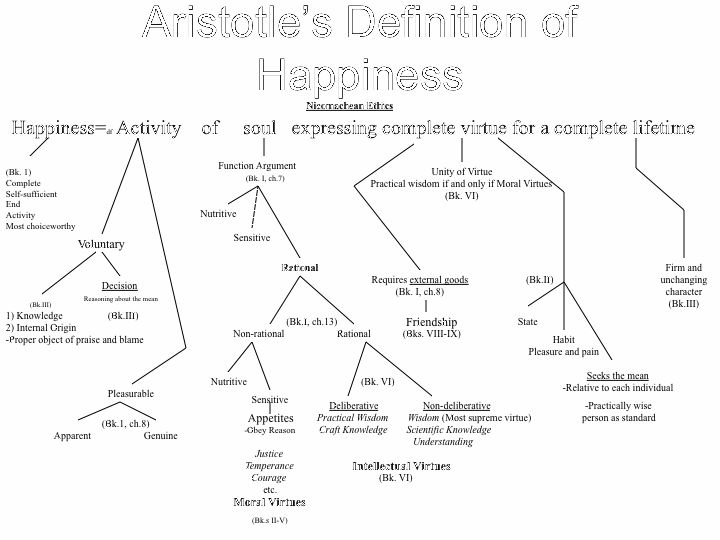 Aristotle's Definition of
Happiness
Nicomachean Ethics
Happiness= Activity of soul expressing complete virtue for a complete lifetime
(Bk. 1)
Complete
Self-sufficient
End
Activity
Most choiceworthy
Function Argument
(Bk. I, ch.7)
Unity of Virtue
Practical wisdom if and only if Moral Virtues
(Bk. VI)
Nutritive
Sensitive
Voluntary
Rational
Firm and
unchanging
character
(Bk.III)
Requires external goods
(Bk. I, ch.8)
(Bk.II)
Decision
Reasoning about the mean
(Bk.III)
(Bk.III)
1) Knowledge
2) Internal Origin
-Proper object of praise and blame
(Bk.I, ch.13)
Non-rational
Rational
Friendship
(Bks. VIII-IX)
State
Habit
Pleasure and pain
Seeks the mean
-Relative to each individual
-Practically wise
person as standard
Pleasurable
(Bk.1, ch.8)
Apparent
Genuine
Nutritive
Sensitive
Appetites
-Obey Reason
Justice
Temperance
Courage
etc.
Moral Virtues
(Bk.s II-V)
(Bk. VI)
Deliberative
Practical Wisdom
Craft Knowledge
Non-deliberative
Wisdom (Most supreme virtue)
Scientific Knowledge
Understanding
Intellectual Virtues
(Bk. VI)